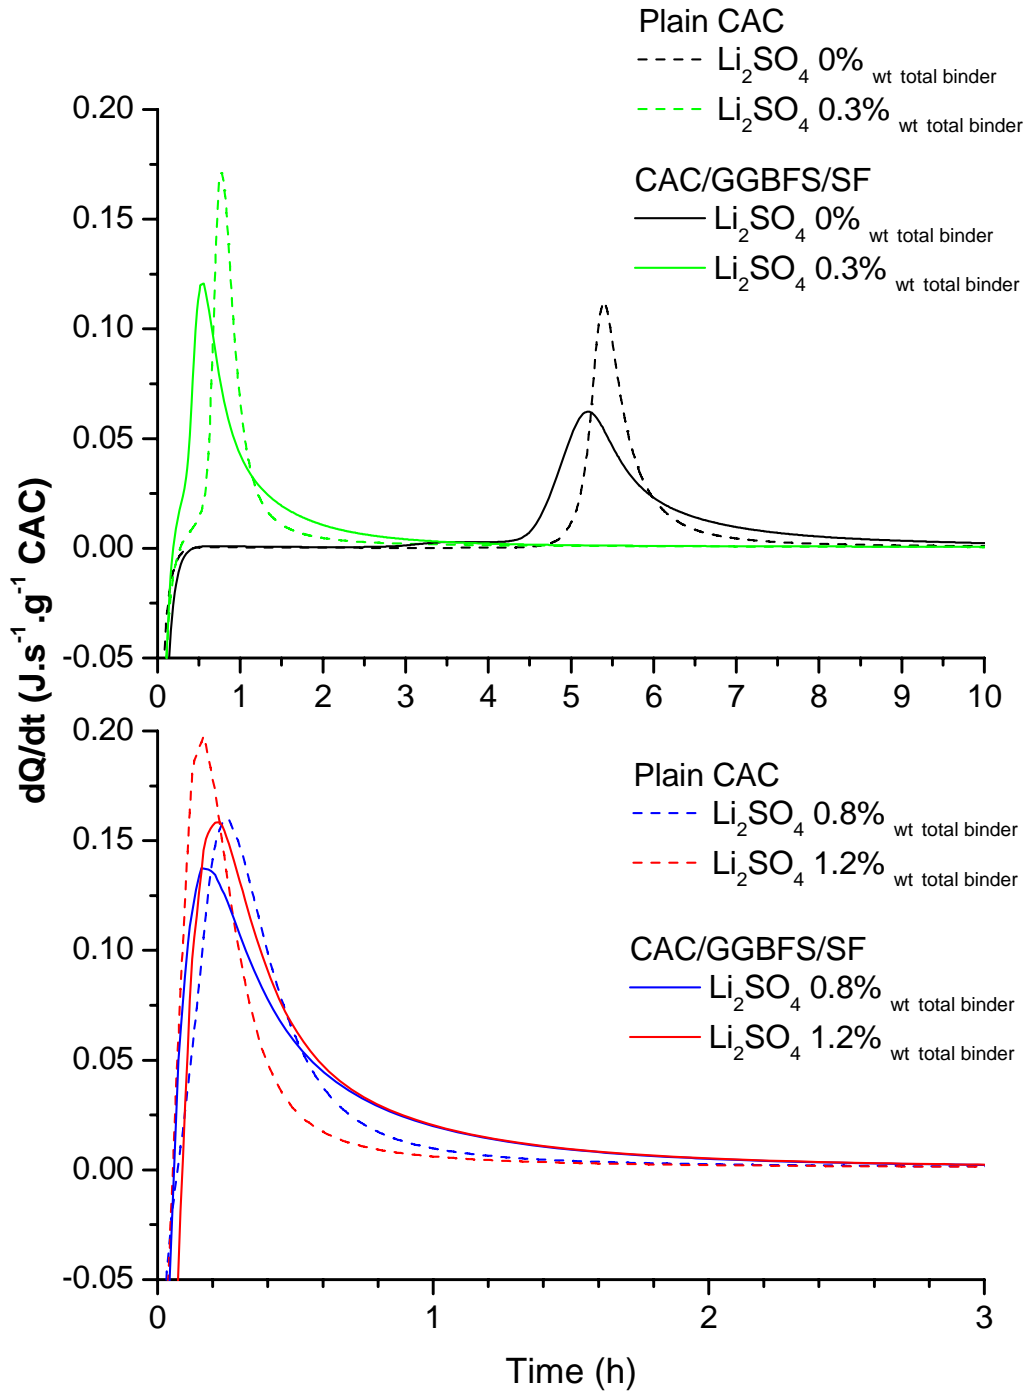 Plain CAC
Li2SO4 0% wt total binder
Li2SO4 0.3% wt total binder
CAC/GGBFS/SF
Li2SO4 0% wt total binder
Li2SO4 0.3% wt total binder
0.20
0.15
0.10
0.05
0.00
-0.05
0 1 2 3 4 5 6 7 8 9 10
dQ/dt (J.s-1.g-1 CAC)
Plain CAC
Li2SO4 0.8% wt total binder
Li2SO4 1.2% wt total binder
CAC/GGBFS/SF
Li2SO4 0.8% wt total binder
Li2SO4 1.2% wt total binder
0.20
0.15
0.10
0.05
0.00
-0.05
0 1 2 3
Time (h)